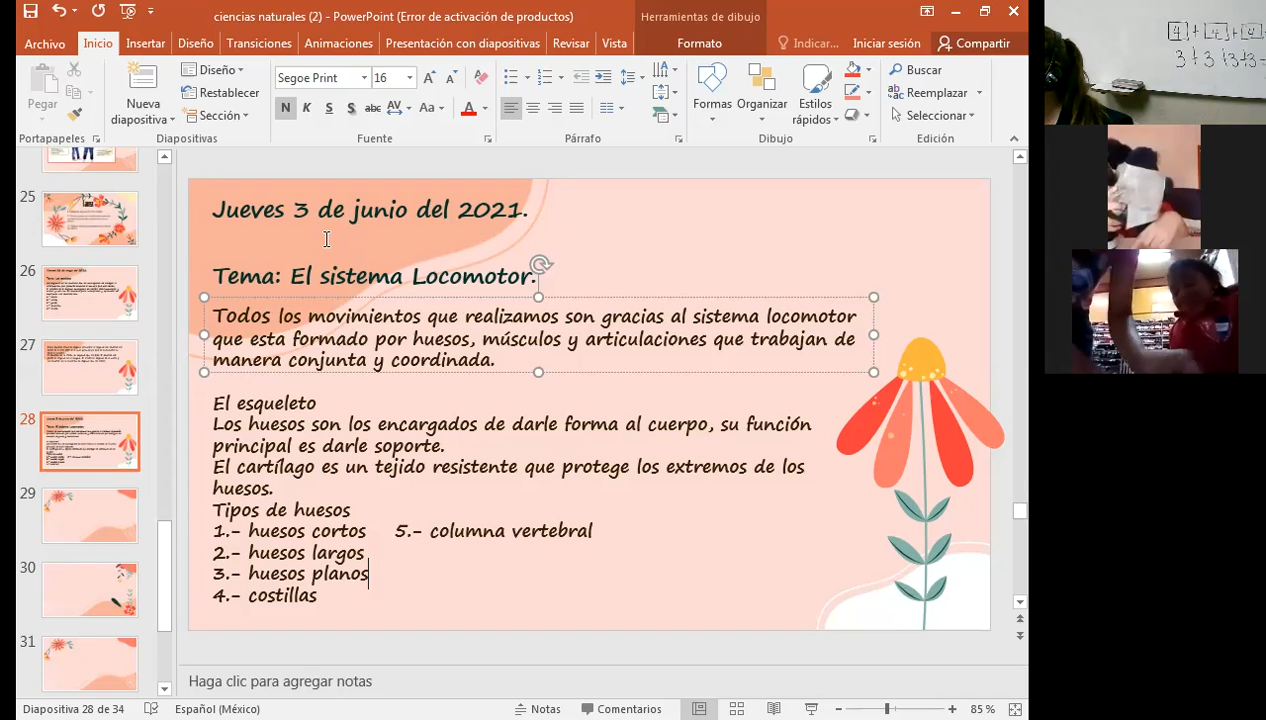 ciencias naturales (2) - PowerPoint (Error de activación de productos)
Herramientas de dibujo
Archivo Inicio Insertar Diseño Transiciones Animaciones Presentación con diapositivas Revisar Vista Formato Indicar... Iniciar sesión Compartir
Pegar
Nueva diapositiva
Diseño
Restablecer
Sección
Segoe Print 16
N K S S abc AV Aa A
Formas Organizar Estilos rápidos
Buscar
Reemplazar
Seleccionar
Portapapeles Diapositivas Fuente Párrafo Dibujo Edición
25
26
27
28
29
30
31
Jueves 3 de junio del 2021.
Tema: El sistema Locomotor.
Todos los movimientos que realizamos son gracias al sistema locomotor
que esta formado por huesos, músculos y articulaciones que trabajan de
manera conjunta y coordinada.
El esqueleto
Los huesos son los encargados de darle forma al cuerpo, su función
principal es darle soporte.
El cartílago es un tejido resistente que protege los extremos de los
huesos.
Tipos de huesos
1.- huesos cortos 5.- columna vertebral
2.- huesos largos
3.- huesos planos
4.- costillas
Haga clic para agregar notas
Diapositiva 28 de 34 Español (México) Notas Comentarios 85 %
3+3+3+3=